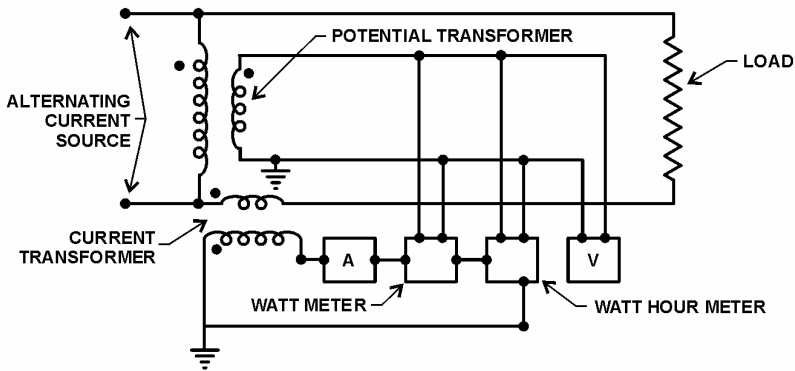 POTENTIAL TRANSFORMER
LOAD
ALTERNATING
CURRENT
SOURCE
CURRENT
TRANSFORMER
A
V
WATT METER
WATT HOUR METER